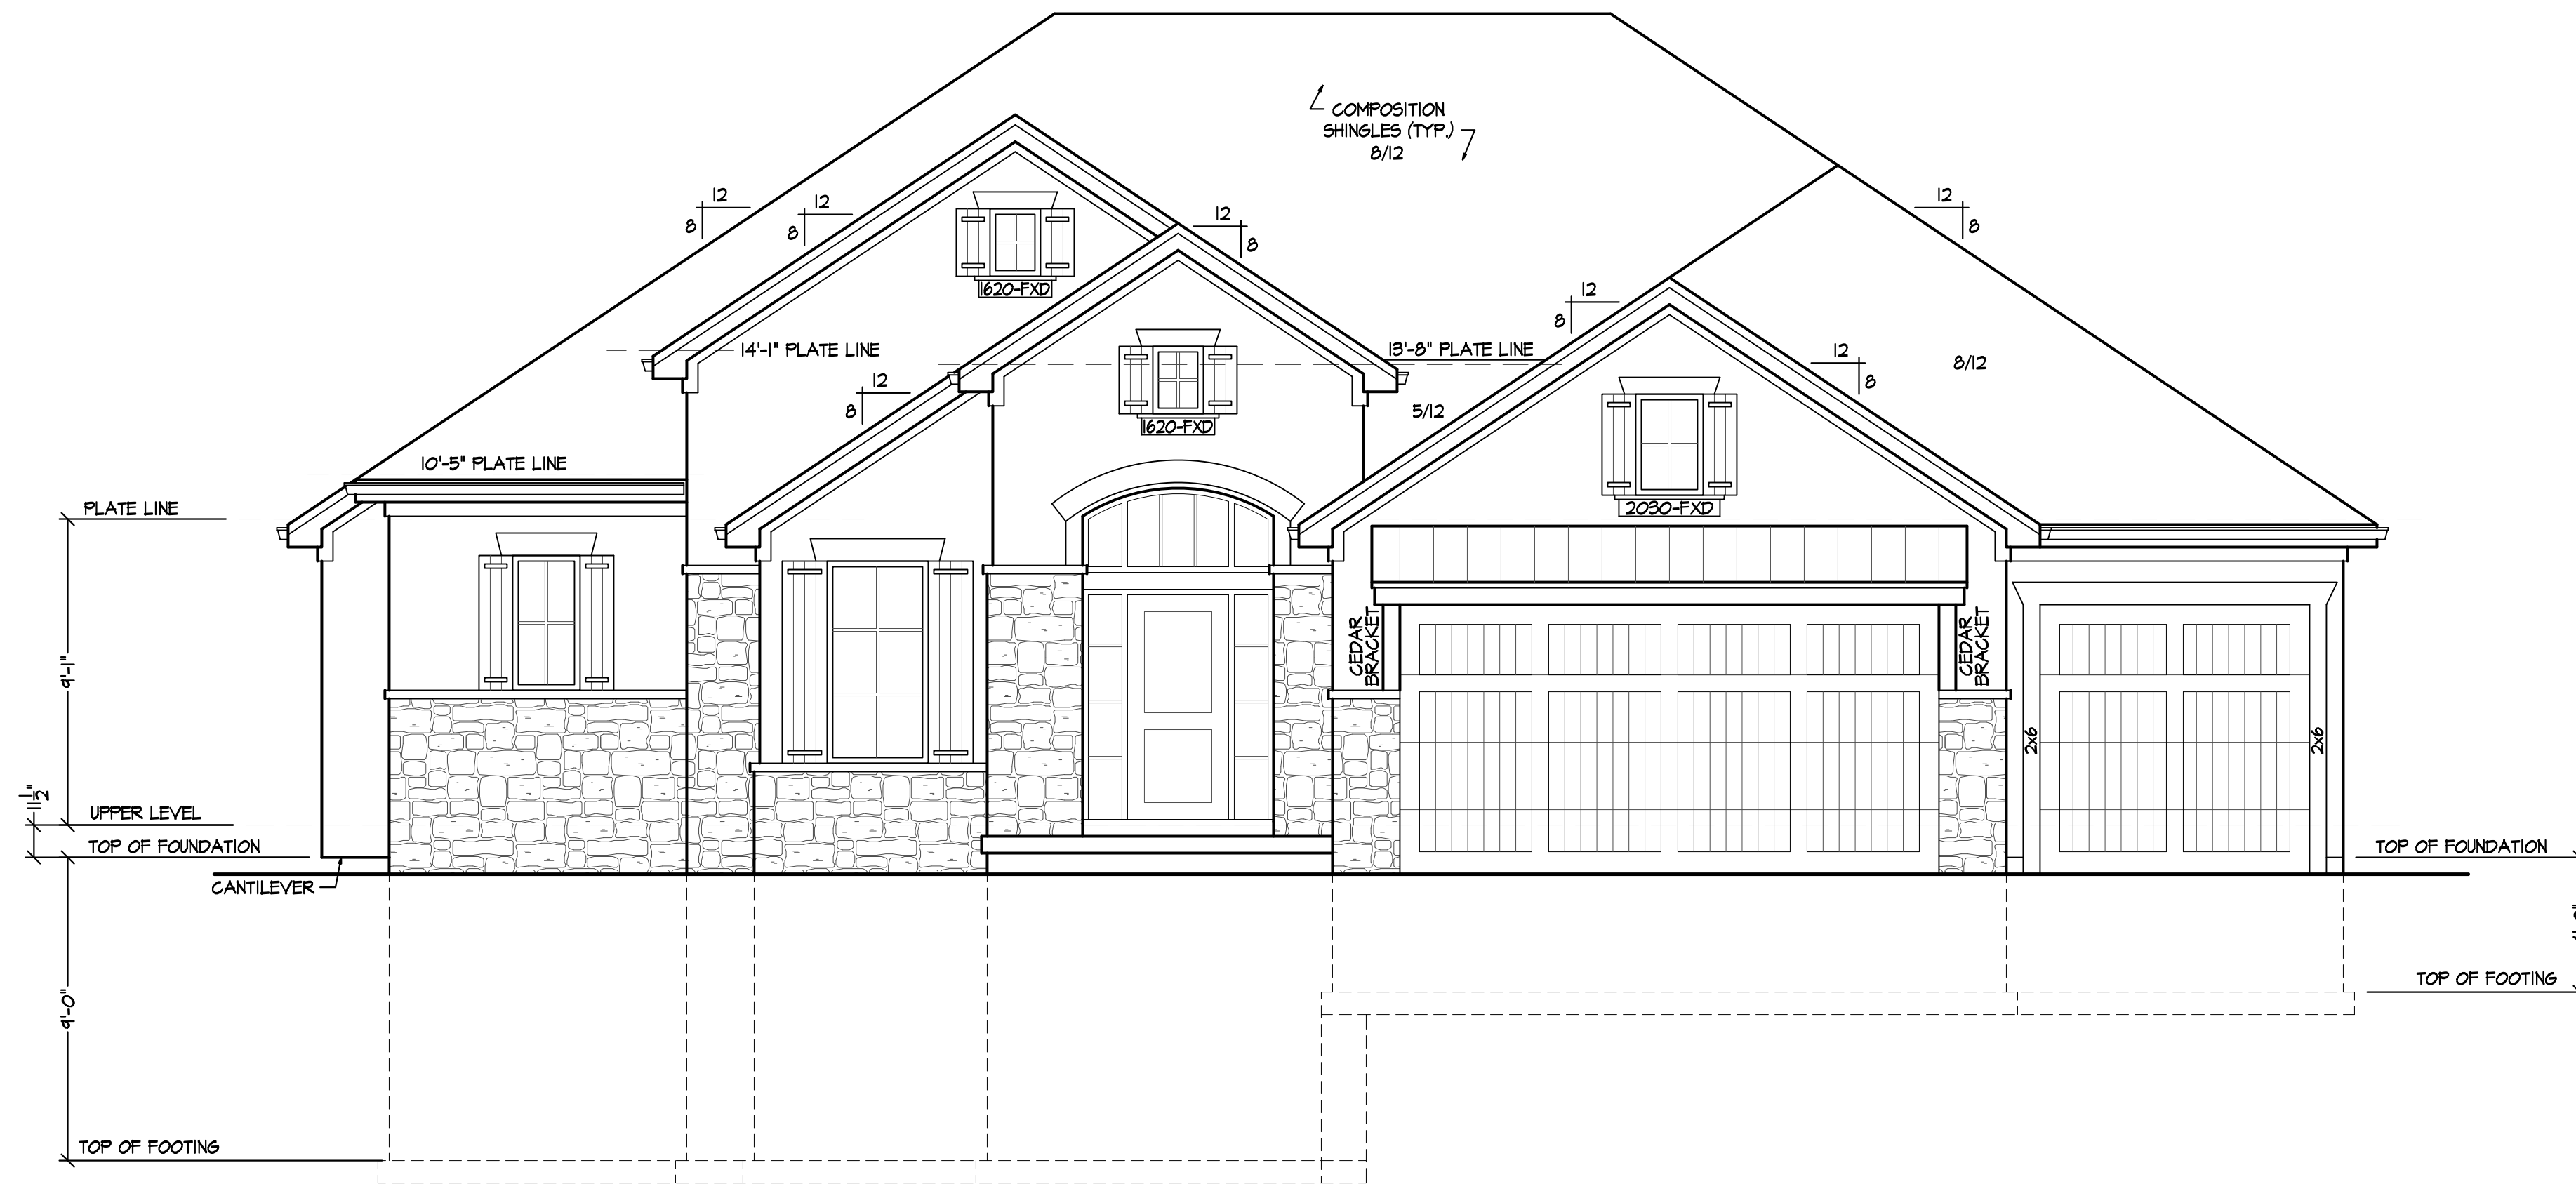 COMPOSITION
SHINGLES (TYP.)
8/12
12
8
12
8
12
8
12
8
1620-FXD
12
8
14'-1" PLATE LINE
13'-8" PLATE LINE
12
8
8/12
12
8
5/12
1620-FXD
10'-5" PLATE LINE
PLATE LINE
2030-FXD
CEDAR
BRACKET
CEDAR
BRACKET
9'-1"
2x6
2x6
11 1/2"
UPPER LEVEL
TOP OF FOUNDATION
TOP OF FOUNDATION
CANTILEVER
9'-0"
TOP OF FOOTING
TOP OF FOOTING